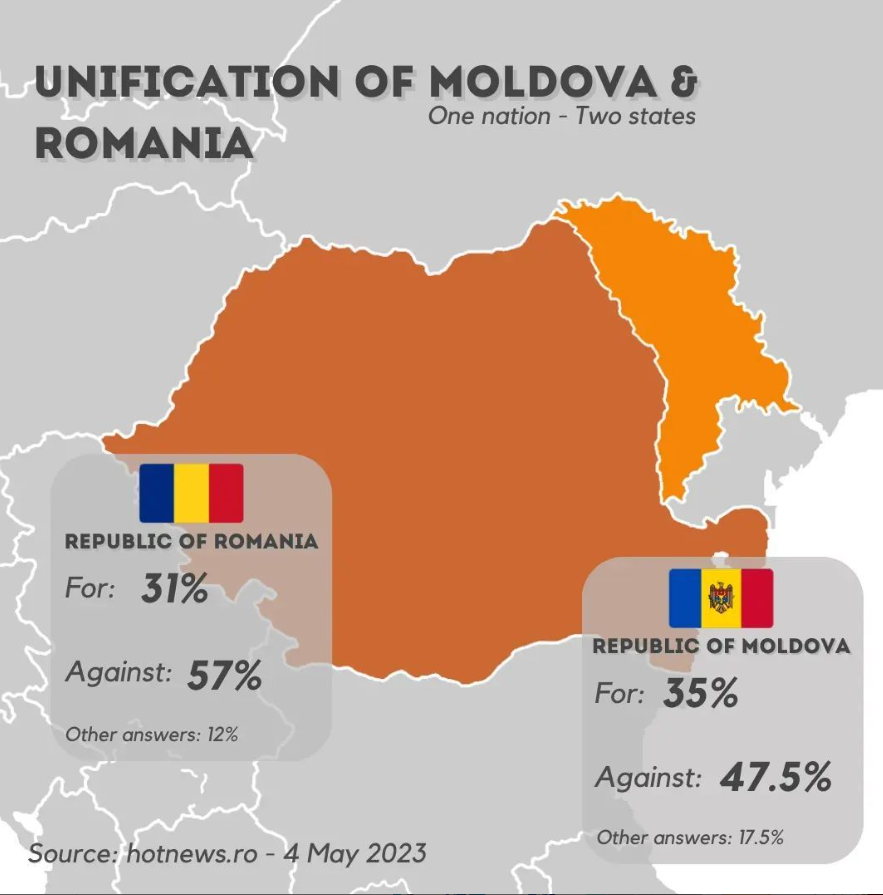 UNIFICATION OF MOLDOVA &
ROMANIA
One nation - Two states
REPUBLIC OF ROMANIA
For: 31%
Against: 57%
Other answers: 12%
REPUBLIC OF MOLDOVA
For: 35%
Against: 47.5%
Other answers: 17.5%
Source: hotnews.ro - 4 May 2023